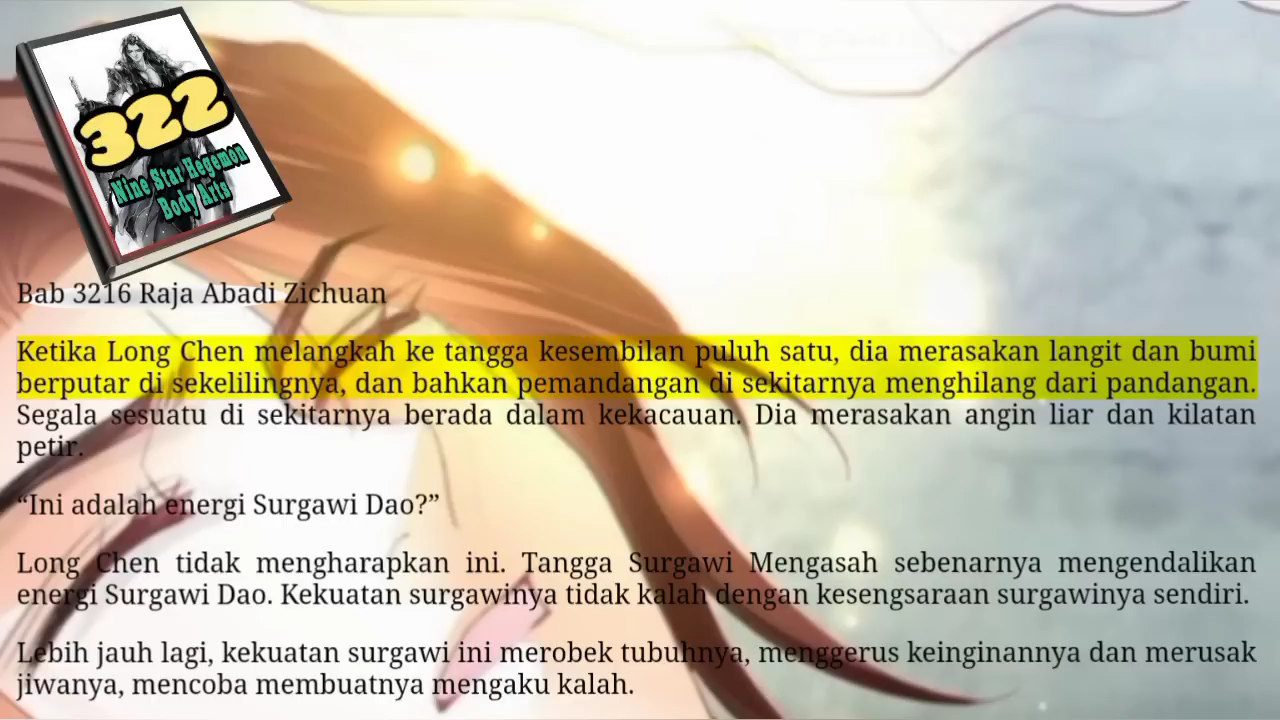 322
Nine Star Hegemon
Body Arts
Bab 3216 Raja Abadi Zichuan
Ketika Long Chen melangkah ke tangga kesembilan puluh satu, dia merasakan langit dan bumi
berputar di sekelilingnya, dan bahkan pemandangan di sekitarnya menghilang dari pandangan.
Segala sesuatu di sekitarnya berada dalam kekacauan. Dia merasakan angin liar dan kilatan
petir.
“Ini adalah energi Surgawi Dao?”
Long Chen tidak mengharapkan ini. Tangga Surgawi Mengasah sebenarnya mengendalikan
energi Surgawi Dao. Kekuatan surgawinya tidak kalah dengan kesengsaraan surgawinya sendiri.
Lebih jauh lagi, kekuatan surgawi ini merobek tubuhnya, menggerus keinginannya dan merusak
jiwanya, mencoba membuatnya mengaku kalah.